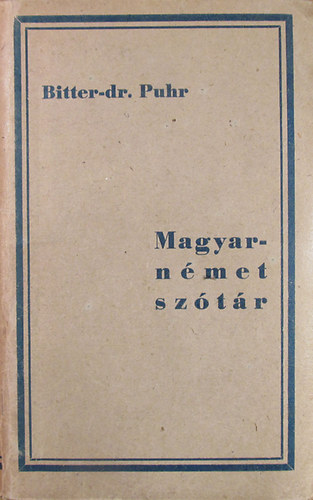 Bitter-dr. Puhr
Magyar-
német
szótár